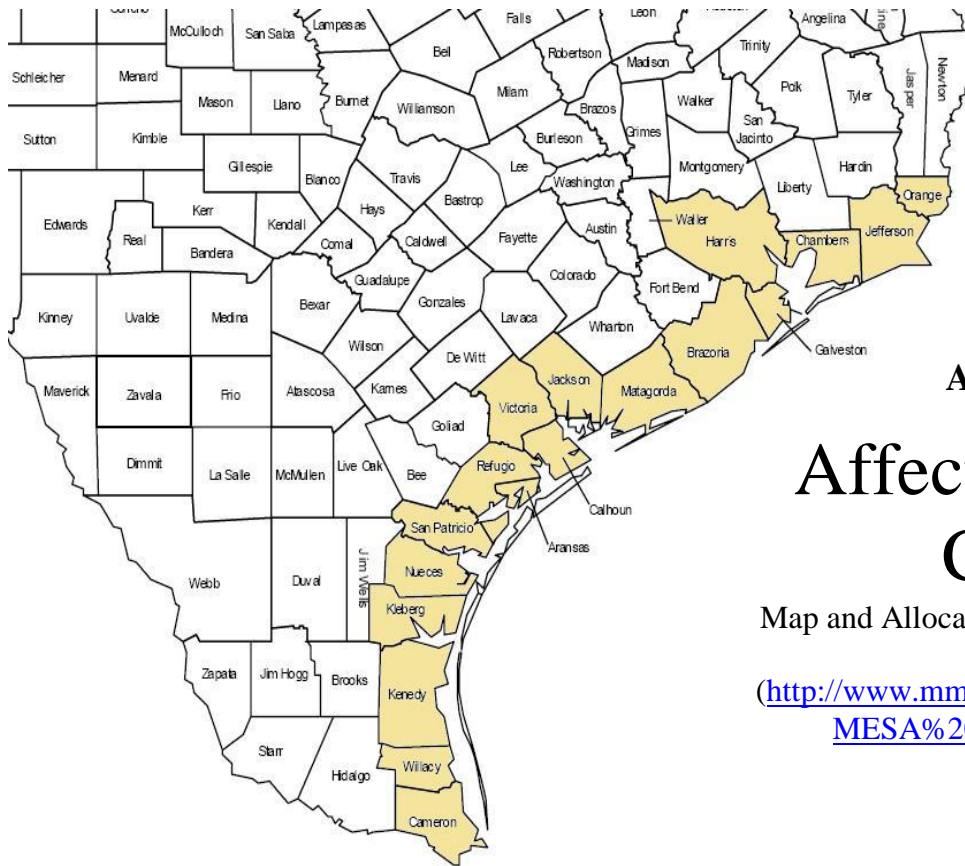 McCulloch
San Saba
Lampasas
Falls
Leon
Angelina
Bell
Robertson
Trinity
Schleicher
Menard
Madison
Polk
Tyler
Jasper
Newton
Mason
Llano
Burnet
Williamson
Milam
Brazos
Walker
San
Jacinto
Sutton
Kimble
Burleson
Grimes
Gillespie
Blanco
Travis
Lee
Montgomery
Hardin
Washington
Liberty
Bastrop
Orange
Edwards
Kerr
Kendall
Hays
Waller
Real
Comal
Caldwell
Fayette
Austin
Harris
Chambers
Jefferson
Bandera
Guadalupe
Colorado
Fort Bend
Bexar
Gonzales
Kinney
Uvalde
Medina
Lavaca
Wharton
Wilson
De Witt
Brazoria
Galveston
Maverick
Zavala
Frio
Atascosa
Karnes
Jackson
Matagorda
Victoria
Goliad
Dimmit
La Salle
McMullen
Live Oak
Bee
Refugio
Calhoun
San Patricio
Aransas
Webb
Duval
Jim Wells
Nueces
Kleberg
Zapata
Jim Hogg
Brooks
Kenedy
Starr
Hidalgo
Willacy
Cameron
A
Affec
C
Map and Alloca
(http://www.mm
MESA%20